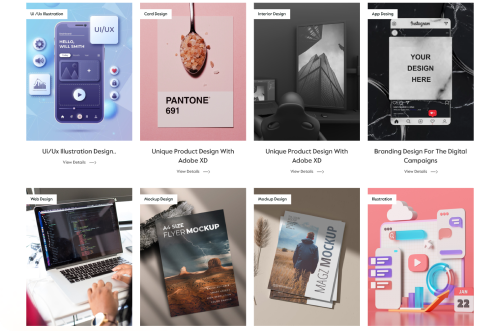 Ui /Ux Illustration
Card Design
Interior Design
App Desing
UI/UX
HELLO,
WILL SMITH
PANTONE
691
Instagram
YOUR
DESIGN
HERE
Ui/Ux Illustration Design..
Unique Product Design With
Adobe XD
Unique Product Design With
Adobe XD
Branding Design For The Digital
Campaigns
View Details
View Details
View Details
View Details
Web Design
Mockup Design
Mockup Design
Illustration
A4 SIZE
FLYER MOCKUP
MAGZ MOCKUP
JAN
22